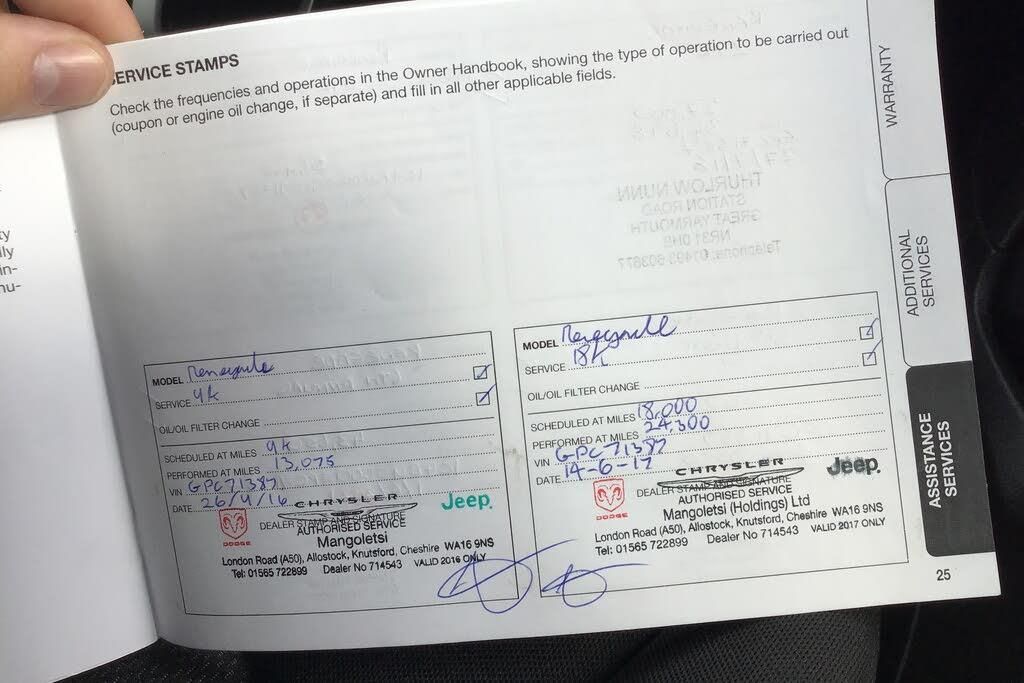 SERVICE STAMPS
Check the frequencies and operations in the Owner Handbook, showing the type of operation to be carried out
(coupon or engine oil change, if separate) and fill in all other applicable fields.
MODEL Renegade
SERVICE 9k
OIL/OIL FILTER CHANGE
SCHEDULED AT MILES 9k
PERFORMED AT MILES 13,075
VIN GPC71387
DATE 26/4/16
CHRYSLER
Jeep
DODGE
DEALER STAMP AND SIGNATURE
AUTHORISED SERVICE
Mangoletsi
London Road (A50), Allostock, Knutsford, Cheshire WA16 9NS
Tel: 01565 722899 Dealer No 714543 VALID 2016 ONLY
MODEL Renegade
SERVICE 18k
OIL/OIL FILTER CHANGE
SCHEDULED AT MILES 18,000
PERFORMED AT MILES 24,300
VIN GPC71387
DATE 14-6-17
CHRYSLER
Jeep
DODGE
DEALER STAMP AND SIGNATURE
AUTHORISED SERVICE
Mangoletsi (Holdings) Ltd
London Road (A50), Allostock, Knutsford, Cheshire WA16 9NS
Tel: 01565 722899 Dealer No 714543 VALID 2017 ONLY
WARRANTY
ADDITIONAL
SERVICES
ASSISTANCE
SERVICES
25
THURLOW NUNN
STATION ROAD
GREAT YARMOUTH
NR31 0HB